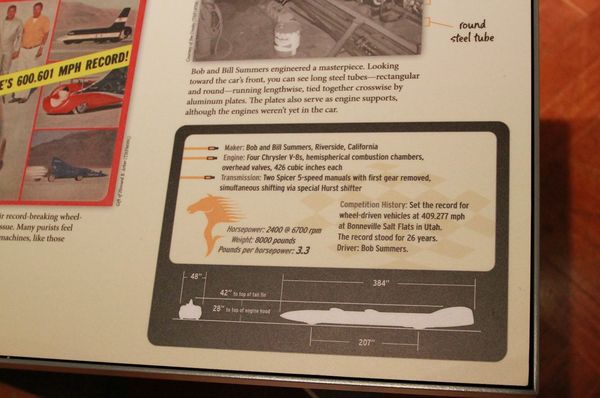 round
steel tube
E'S 600.601 MPH RECORD!
Bob and Bill Summers engineered a masterpiece. Looking
toward the car's front, you can see long steel tubes—rectangular
and round—running lengthwise, tied together crosswise by
aluminum plates. The plates also serve as engine supports,
although the engines weren't yet in the car.
ir record-breaking wheel-
ssue. Many purists feel
machines, like those
Maker: Bob and Bill Summers, Riverside, California
Engine: Four Chrysler V-8s, hemispherical combustion chambers,
overhead valves, 426 cubic inches each
Transmission: Two Spicer 5-speed manuals with first gear removed,
simultaneous shifting via special Hurst shifter
Horsepower: 2400 @ 6700 rpm
Weight: 8000 pounds
Pounds per horsepower: 3.3
Competition History: Set the record for
wheel-driven vehicles at 409.277 mph
at Bonneville Salt Flats in Utah.
The record stood for 26 years.
Driver: Bob Summers.
48"
384"
42" to top of tail fin
28" to top of engine hood
207"